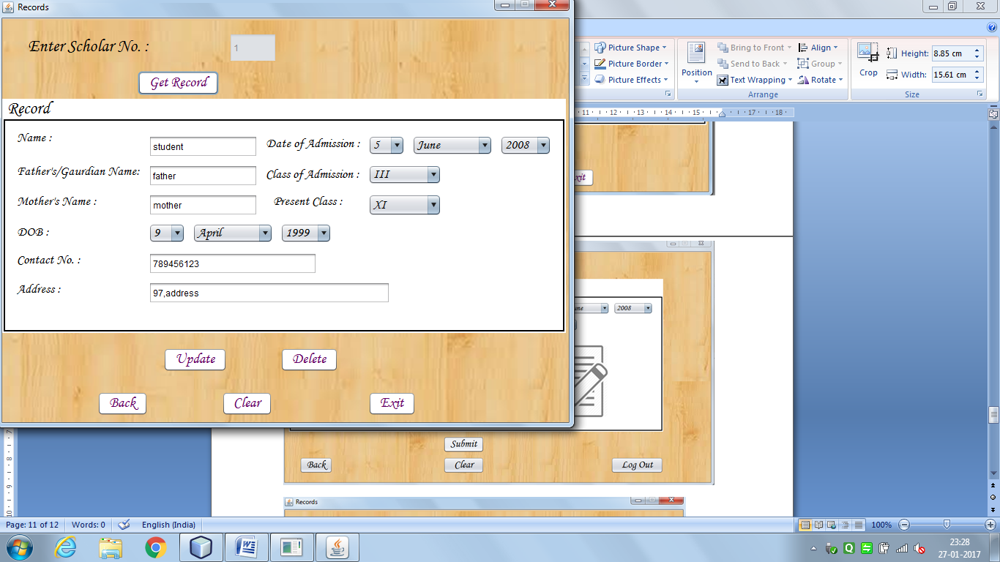 Records
Enter Scholar No. :
1
Get Record
Record
Name :
student
Date of Admission :
5
June
2008
Father's/Gaurdian Name:
father
Class of Admission :
III
Mother's Name :
mother
Present Class :
XI
DOB :
9
April
1999
Contact No. :
789456123
Address :
97,address
Update
Delete
Back
Clear
Exit
Picture Shape
Picture Border
Picture Effects
Position
Bring to Front
Send to Back
Text Wrapping
Align
Group
Rotate
Arrange
Crop
Height: 8.85 cm
Width: 15.61 cm
Size
11 12 13 14 15 17 18
xit
une
2008
Submit
Back
Clear
Log Out
Records
7
8
9
10
Page: 11 of 12
Words: 0
English (India)
100%
23:28
27-01-2017